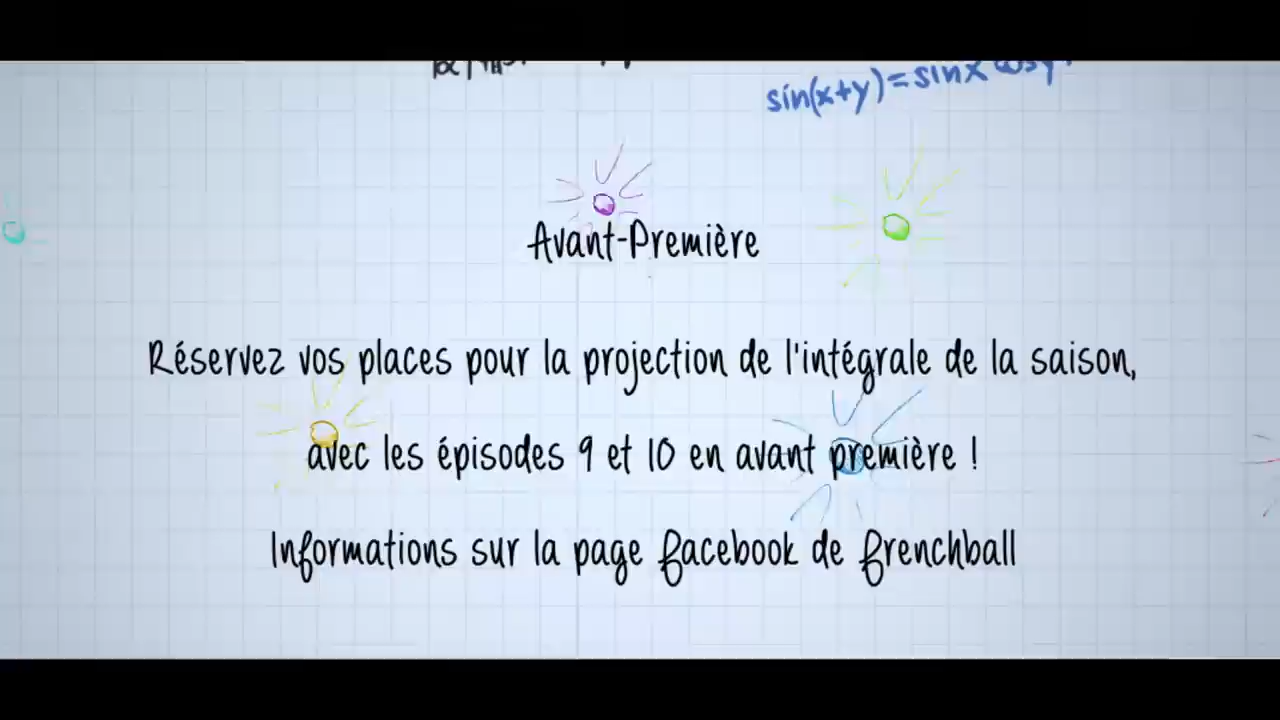 sin(x+y)=sinx cosy
Avant-Première
Réservez vos places pour la projection de l'intégrale de la saison,
avec les épisodes 9 et 10 en avant première !
Informations sur la page facebook de frenchball